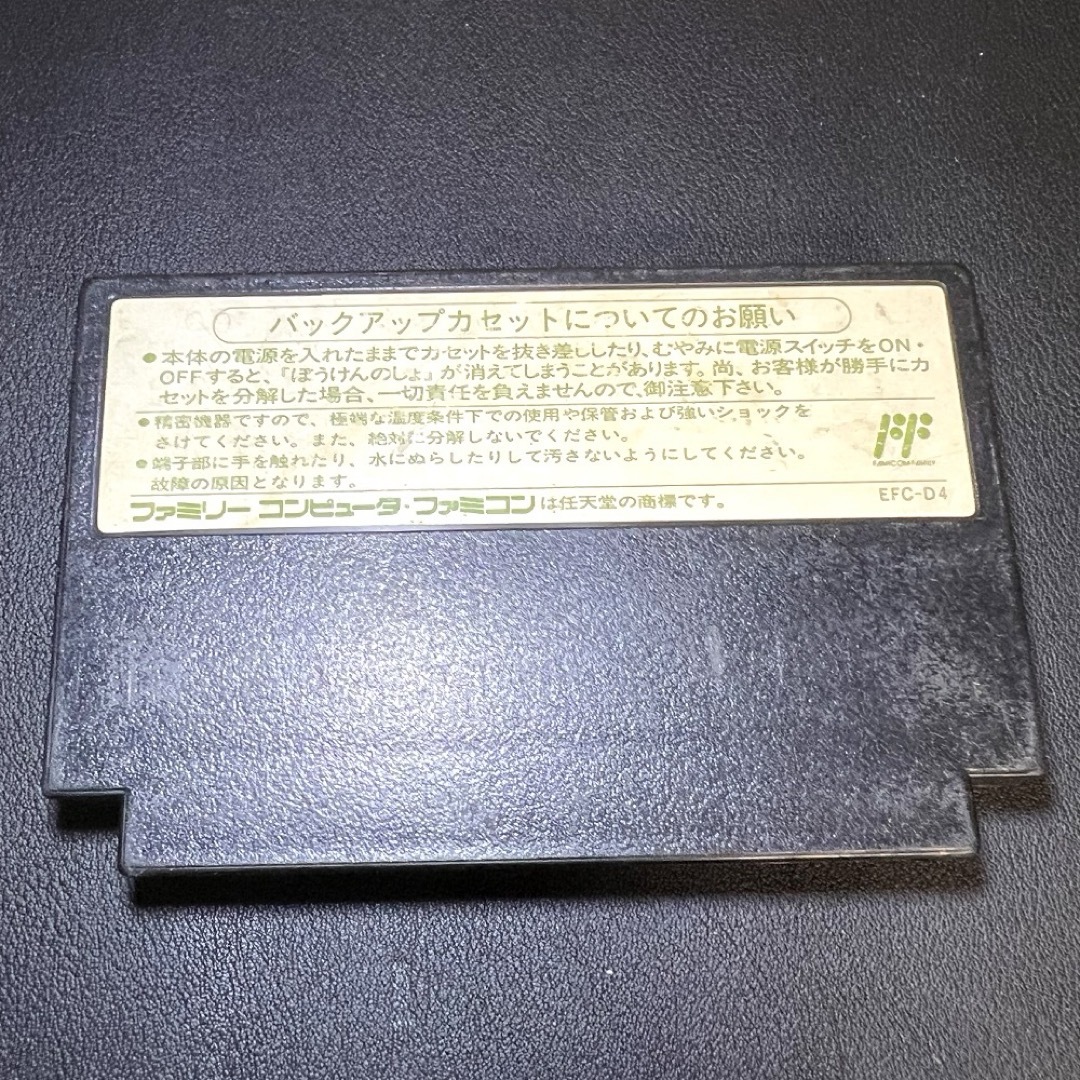 バックアップカセットについてのお願い
●本体の電源を入れたままでカセットを抜き差ししたり、むやみに電源スイッチをON・
OFFすると、『ぼうけんのしょ』が消えてしまうことがあります。尚、お客様が勝手にカ
セットを分解した場合、一切責任を負えませんので、御注意下さい。
●精密機器ですので、極端な温度条件下での使用や保管および強いショックを
さけてください。また、絶対に分解しないでください。
●端子部に手を触れたり、水にぬらしたりして汚さないようにしてください。
故障の原因となります。
FF
FAMICOM FAMILY
ファミリーコンピュータ・ファミコンは任天堂の商標です。
EFC-D4